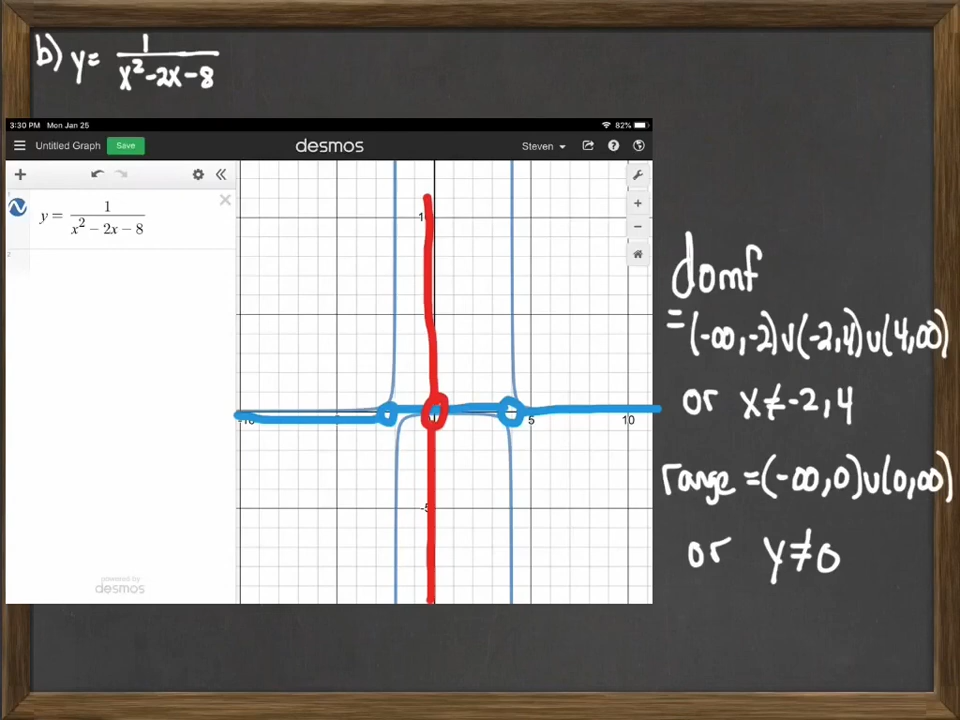 b) y = 1/(x²-2x-8)
3:30 PM Mon Jan 25
82%
Untitled Graph
Save
desmos
Steven
y = 1/(x² − 2x − 8)
1
2
-10
5
10
-5
powered by
desmos
domf
=(-∞,-2)∪(-2,4)∪(4,∞)
or x≠-2,4
range =(-∞,0)∪(0,∞)
or y≠0